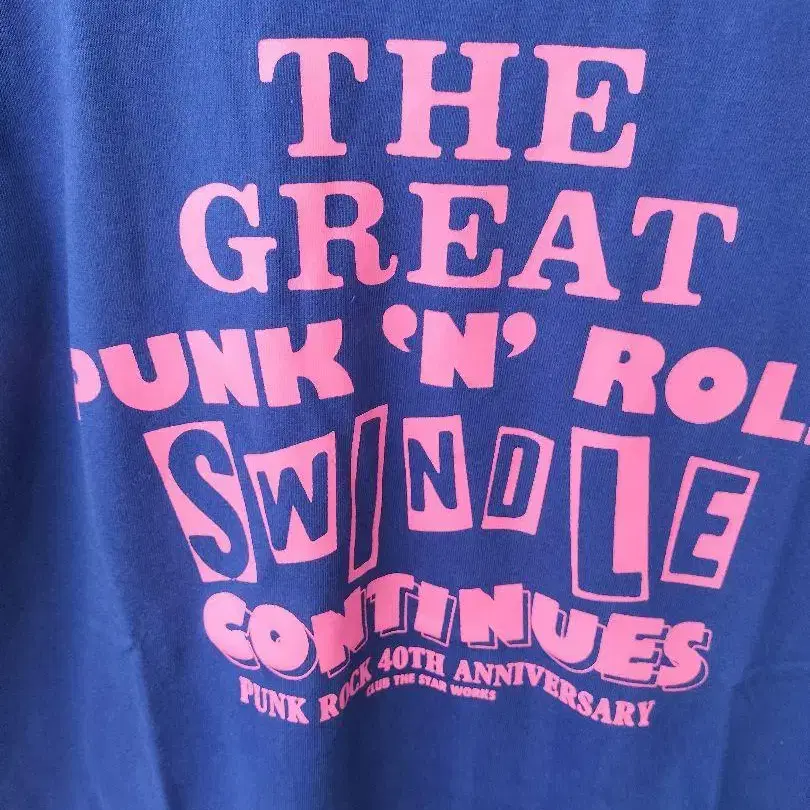 THE
GREAT
PUNK 'N' ROLL
SWINDLE
CONTINUES
PUNK ROCK 40TH ANNIVERSARY
CLUB THE STAR WORKS